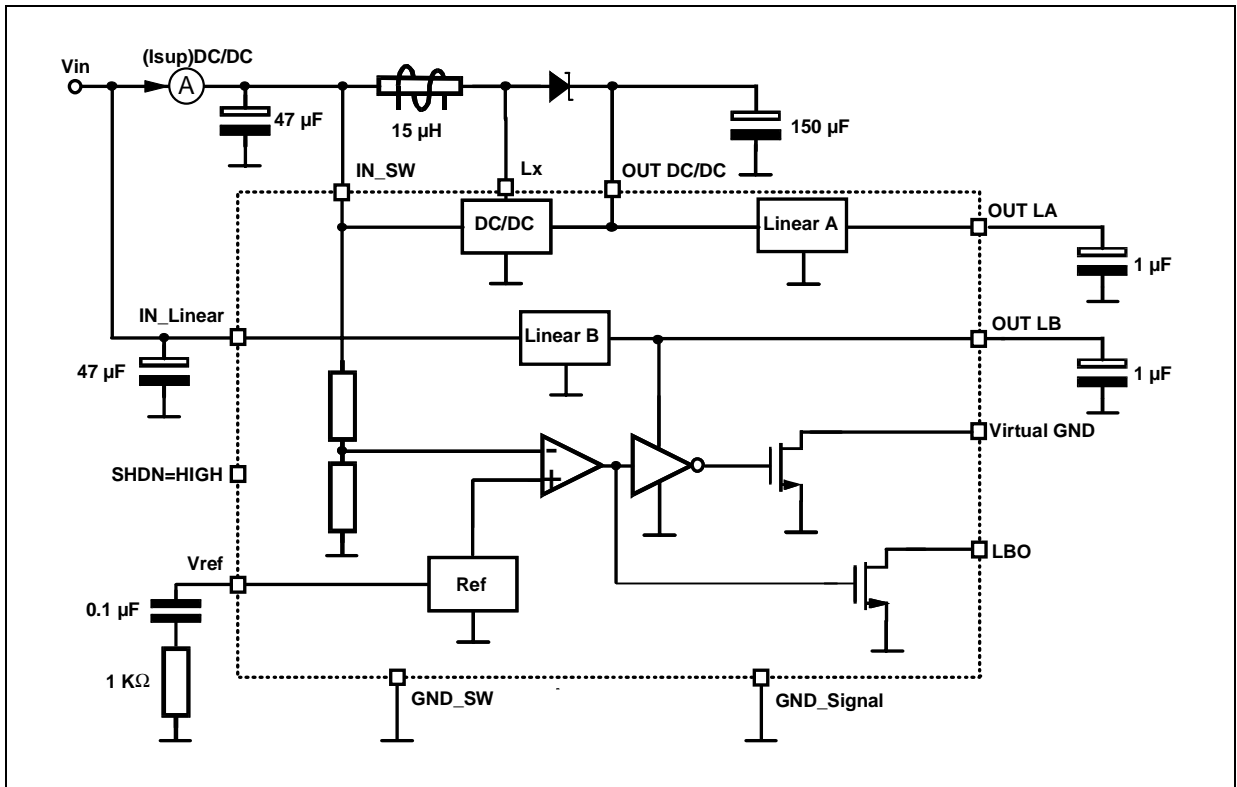 (Isup)DC/DC
Vin
A
47 µF
15 µH
150 µF
IN_SW
Lx
OUT DC/DC
DC/DC
Linear A
OUT LA
1 µF
IN_Linear
Linear B
OUT LB
47 µF
1 µF
Virtual GND
-
+
SHDN=HIGH
LBO
Vref
Ref
0.1 µF
1 KΩ
GND_SW
GND_Signal